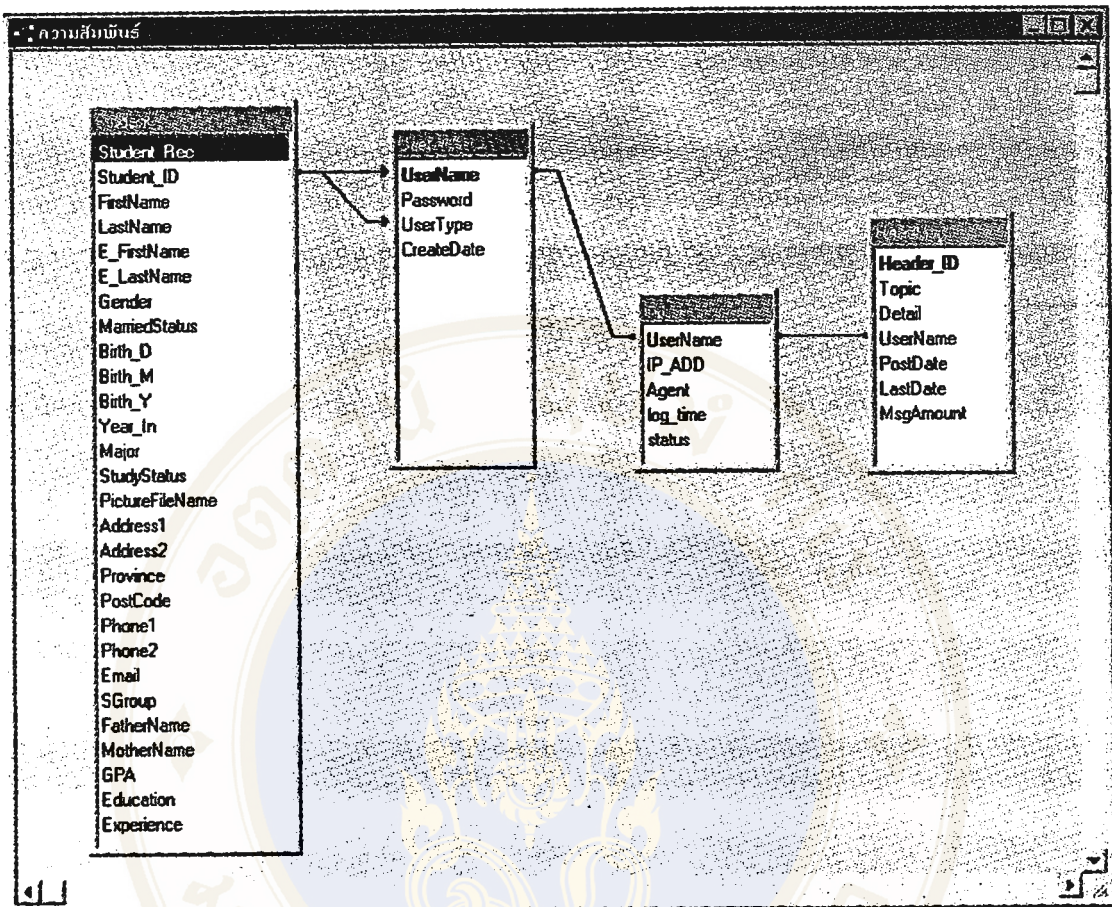 ความสัมพันธ์
Student_Rec
Student_ID
FirstName
LastName
E_FirstName
E_LastName
Gender
MarriedStatus
Birth_D
Birth_M
Birth_Y
Year_In
Major
StudyStatus
PictureFileName
Address1
Address2
Province
PostCode
Phone1
Phone2
Email
SGroup
FatherName
MotherName
GPA
Education
Experience
UserName
Password
UserType
CreateDate
UserName
IP_ADD
Agent
log_time
status
Header_ID
Topic
Detail
UserName
PostDate
LastDate
MsgAmount